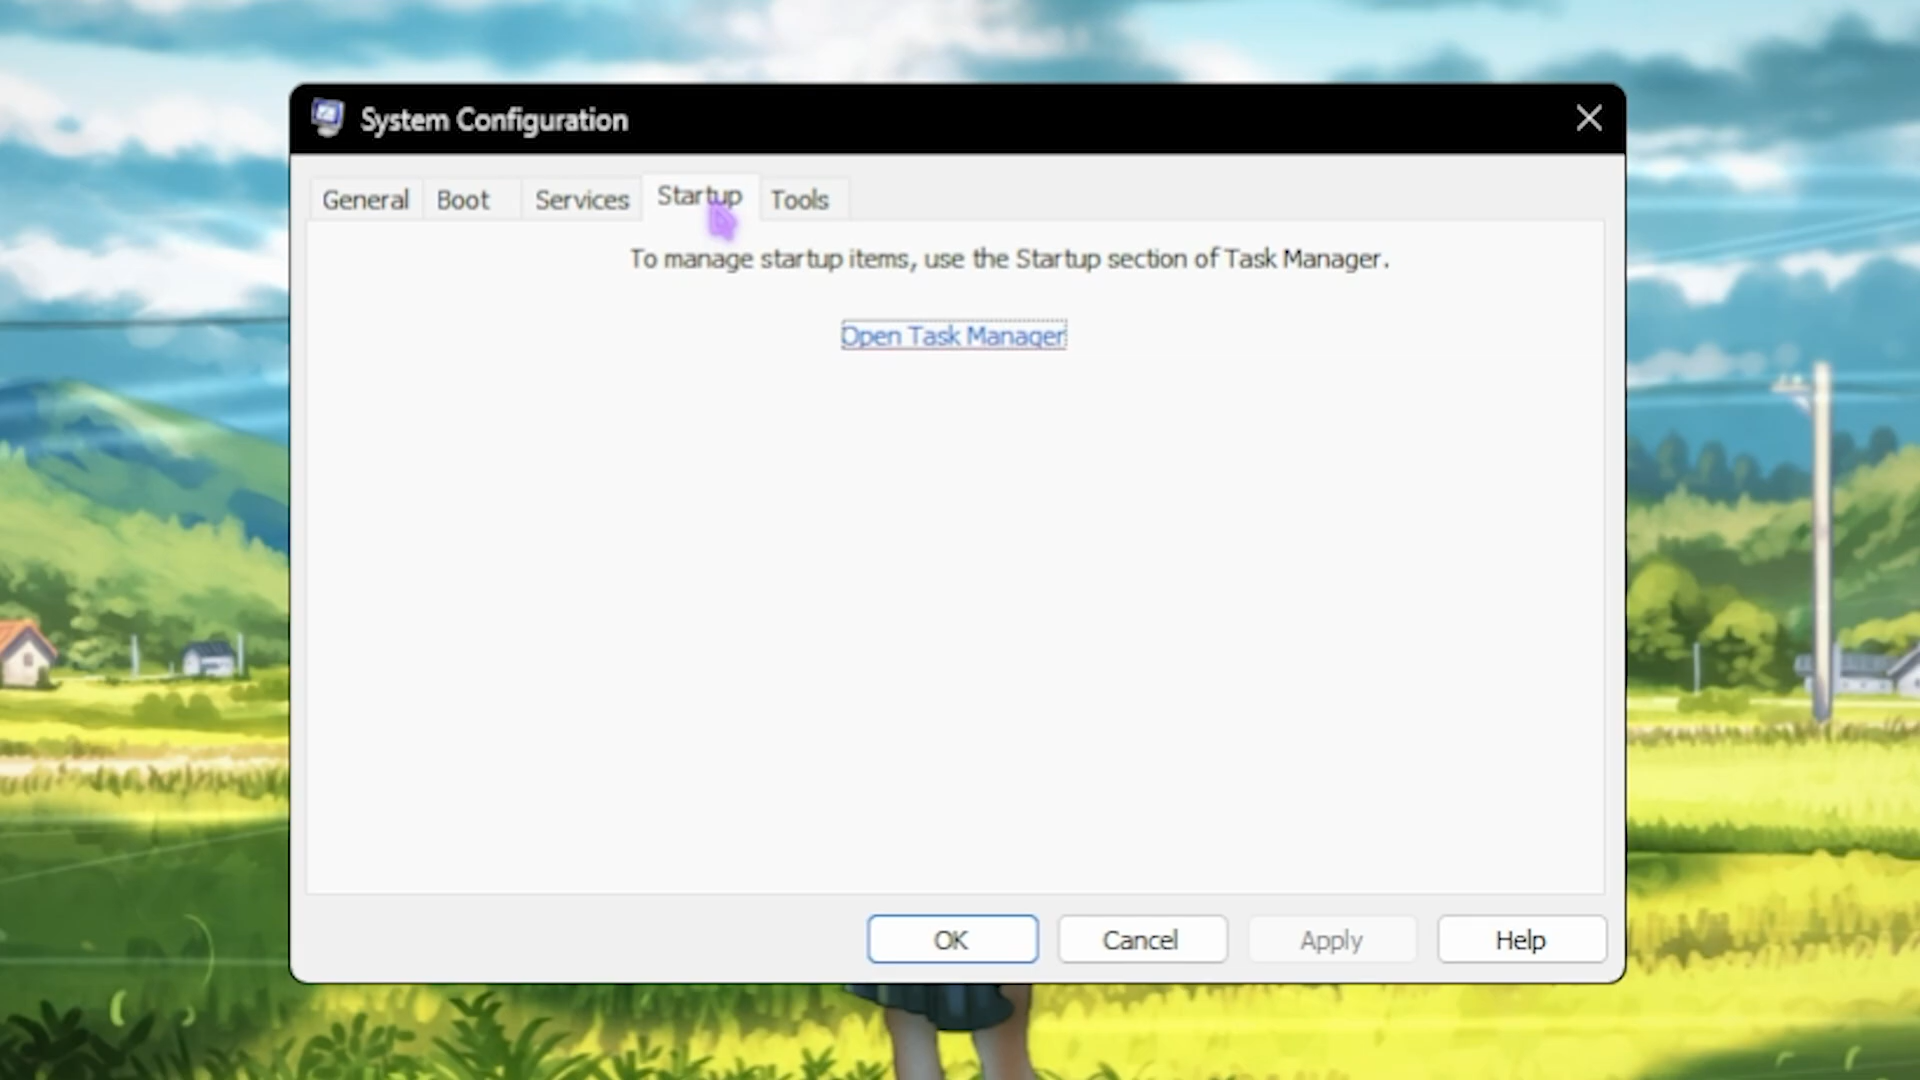 System Configuration
General Boot Services Startup Tools
To manage startup items, use the Startup section of Task Manager.
Open Task Manager
OK Cancel Apply Help